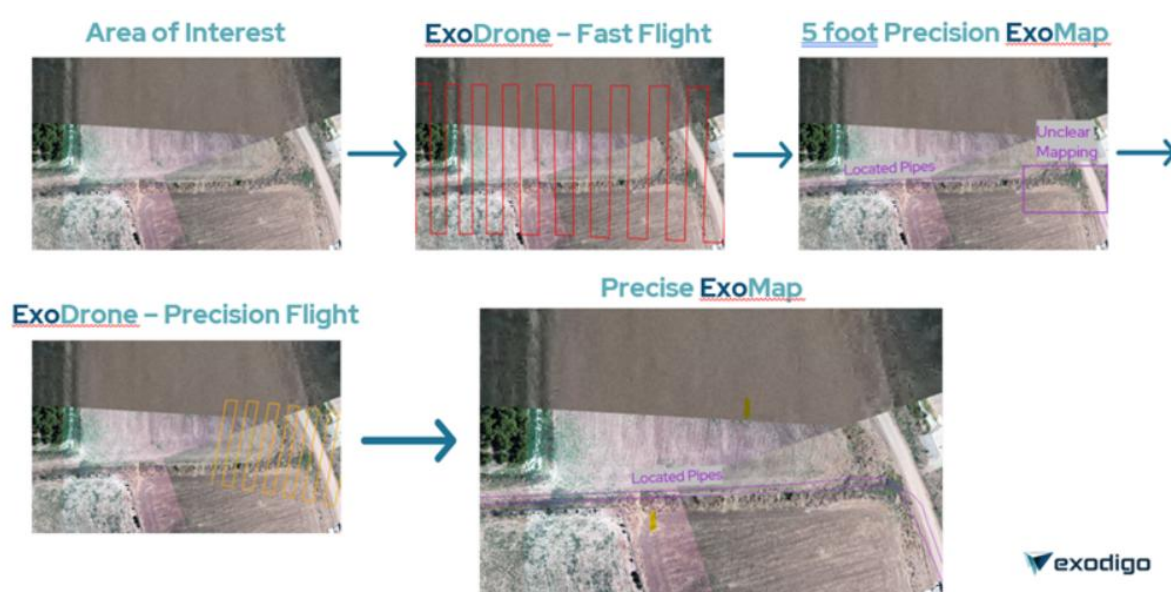 Area of Interest
ExoDrone – Fast Flight
5 foot Precision ExoMap
Unclear
Mapping
Located Pipes
ExoDrone – Precision Flight
Precise ExoMap
Located Pipes
exodigo